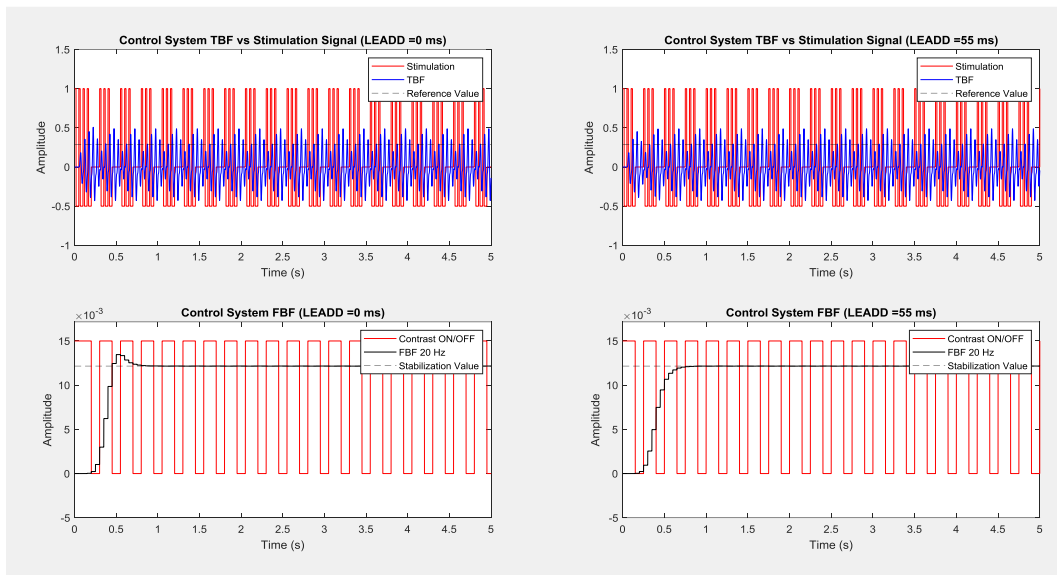 Control System TBF vs Stimulation Signal (LEADD =0 ms)
1.5
1
0.5
0
-0.5
-1
Amplitude
Stimulation
TBF
Reference Value
0 0.5 1 1.5 2 2.5 3 3.5 4 4.5 5
Time (s)
Control System TBF vs Stimulation Signal (LEADD =55 ms)
1.5
1
0.5
0
-0.5
-1
Amplitude
Stimulation
TBF
Reference Value
0 0.5 1 1.5 2 2.5 3 3.5 4 4.5 5
Time (s)
Control System FBF (LEADD =0 ms)
×10⁻³
15
10
5
0
-5
Amplitude
Contrast ON/OFF
FBF 20 Hz
Stabilization Value
0 0.5 1 1.5 2 2.5 3 3.5 4 4.5 5
Time (s)
Control System FBF (LEADD =55 ms)
×10⁻³
15
10
5
0
-5
Amplitude
Contrast ON/OFF
FBF 20 Hz
Stabilization Value
0 0.5 1 1.5 2 2.5 3 3.5 4 4.5 5
Time (s)